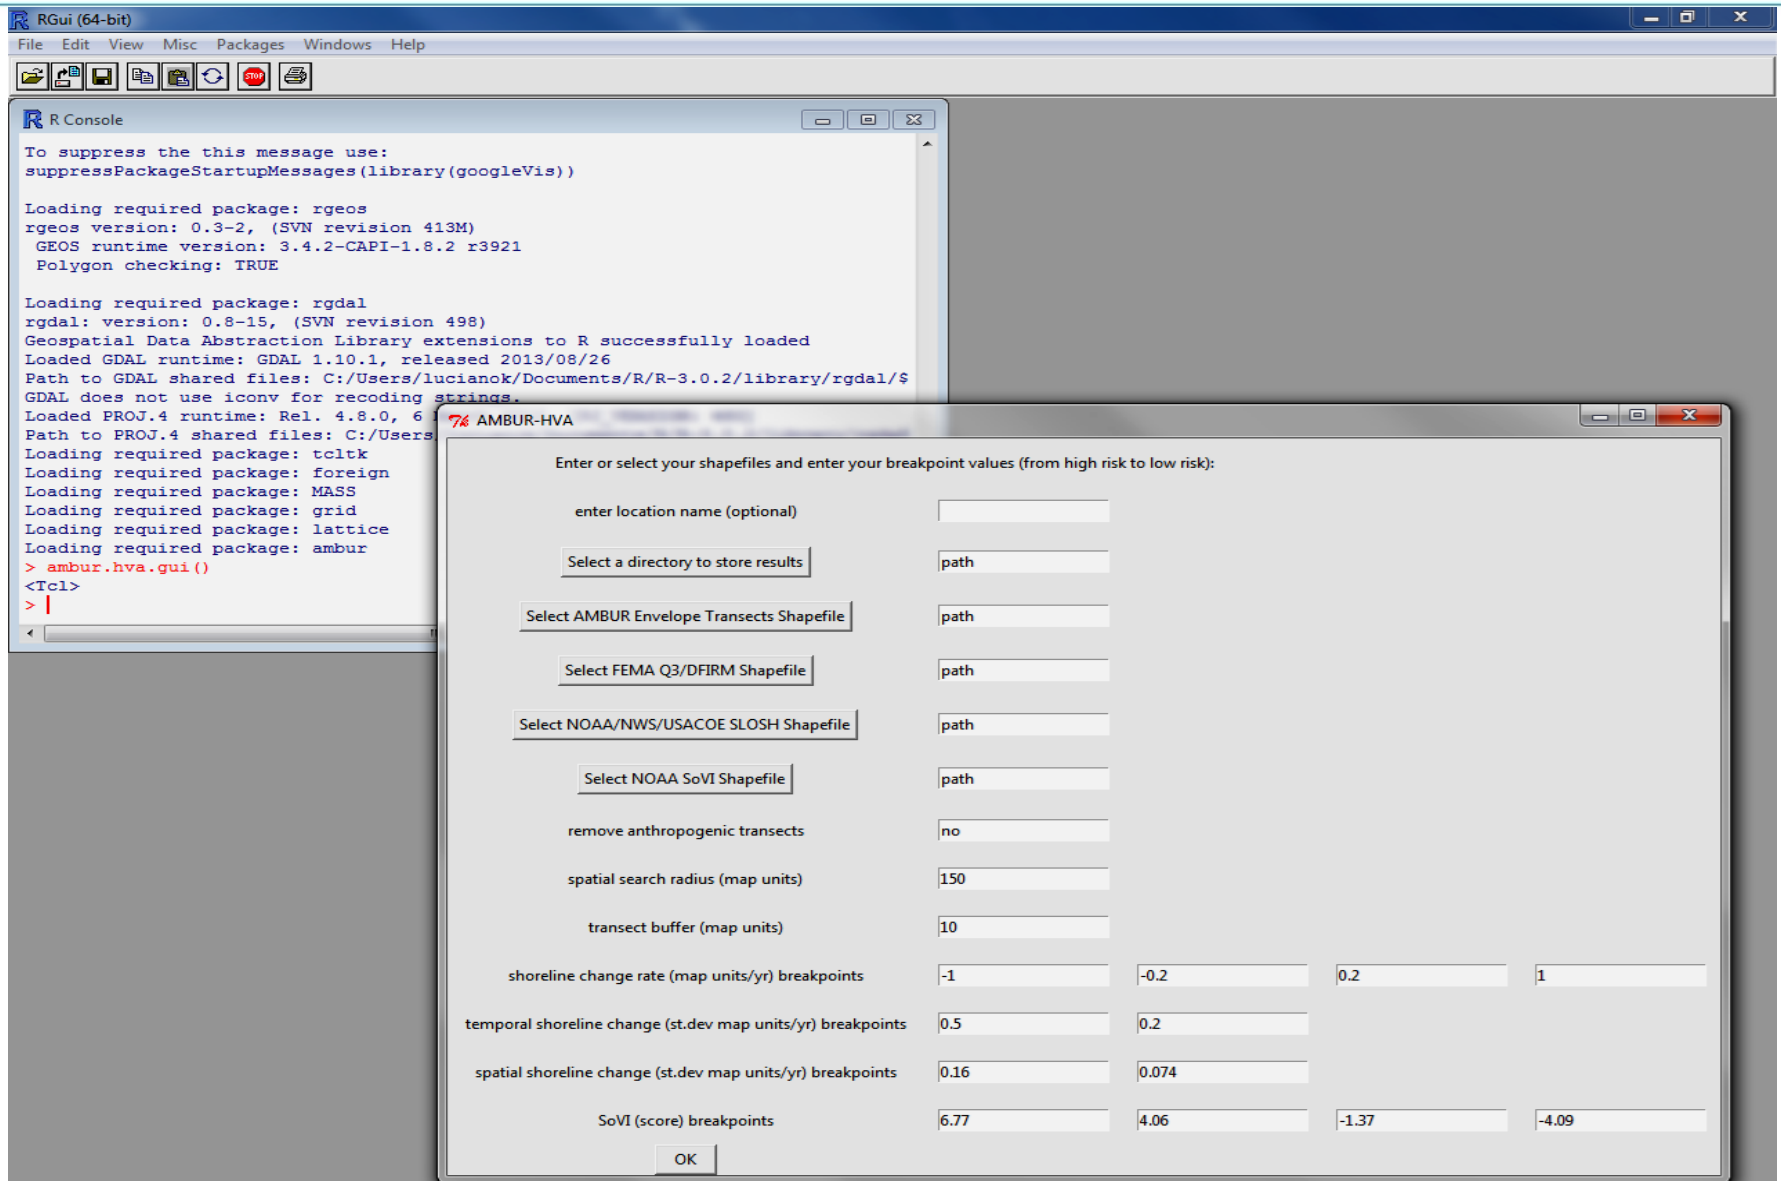 RGui (64-bit)
File Edit View Misc Packages Windows Help
STOP
R Console
To suppress the this message use:
suppressPackageStartupMessages(library(googleVis))
Loading required package: rgeos
rgeos version: 0.3-2, (SVN revision 413M)
GEOS runtime version: 3.4.2-CAPI-1.8.2 r3921
Polygon checking: TRUE
Loading required package: rgdal
rgdal: version: 0.8-15, (SVN revision 498)
Geospatial Data Abstraction Library extensions to R successfully loaded
Loaded GDAL runtime: GDAL 1.10.1, released 2013/08/26
Path to GDAL shared files: C:/Users/lucianok/Documents/R/R-3.0.2/library/rgdal/$
GDAL does not use iconv for recoding strings.
Loaded PROJ.4 runtime: Rel. 4.8.0, 6
Path to PROJ.4 shared files: C:/Users
Loading required package: tcltk
Loading required package: foreign
Loading required package: MASS
Loading required package: grid
Loading required package: lattice
Loading required package: ambur
> ambur.hva.gui()
<Tcl>
>
AMBUR-HVA
Enter or select your shapefiles and enter your breakpoint values (from high risk to low risk):
enter location name (optional)
Select a directory to store results path
Select AMBUR Envelope Transects Shapefile path
Select FEMA Q3/DFIRM Shapefile path
Select NOAA/NWS/USACOE SLOSH Shapefile path
Select NOAA SoVI Shapefile path
remove anthropogenic transects no
spatial search radius (map units) 150
transect buffer (map units) 10
shoreline change rate (map units/yr) breakpoints -1 -0.2 0.2 1
temporal shoreline change (st.dev map units/yr) breakpoints 0.5 0.2
spatial shoreline change (st.dev map units/yr) breakpoints 0.16 0.074
SoVI (score) breakpoints 6.77 4.06 -1.37 -4.09
OK